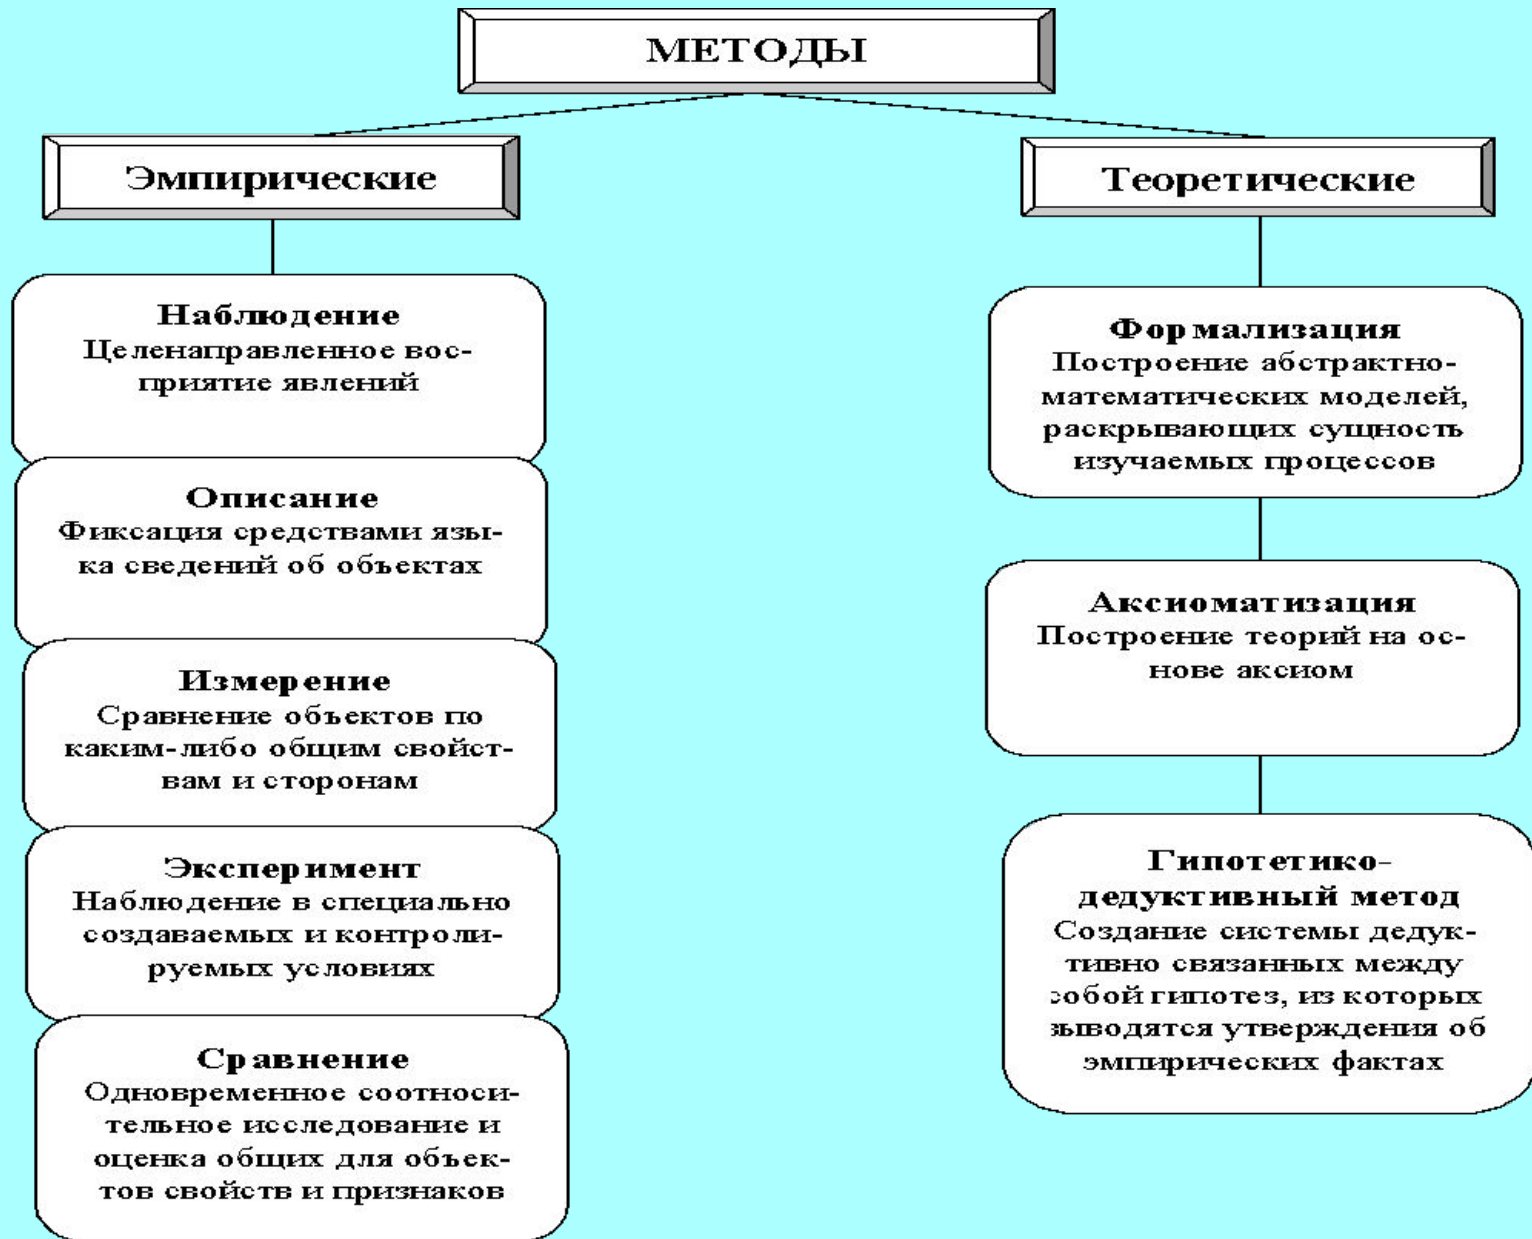 МЕТОДЫ
Эмпирические
Наблюдение
Целенаправленное вос-
приятие явлений
Описание
Фиксация средствами язы-
ка сведений об объектах
Измерение
Сравнение объектов по
каким-либо общим свойст-
вам и сторонам
Эксперимент
Наблюдение в специально
создаваемых и контроли-
руемых условиях
Сравнение
Одновременное соотноси-
тельное исследование и
оценка общих для объек-
тов свойств и признаков
Теоретические
Формализация
Построение абстрактно-
математических моделей,
раскрывающих сущность
изучаемых процессов
Аксиоматизация
Построение теорий на ос-
нове аксиом
Гипотетико-
дедуктивный метод
Создание системы дедук-
тивно связанных между
собой гипотез, из которых
выводятся утверждения об
эмпирических фактах